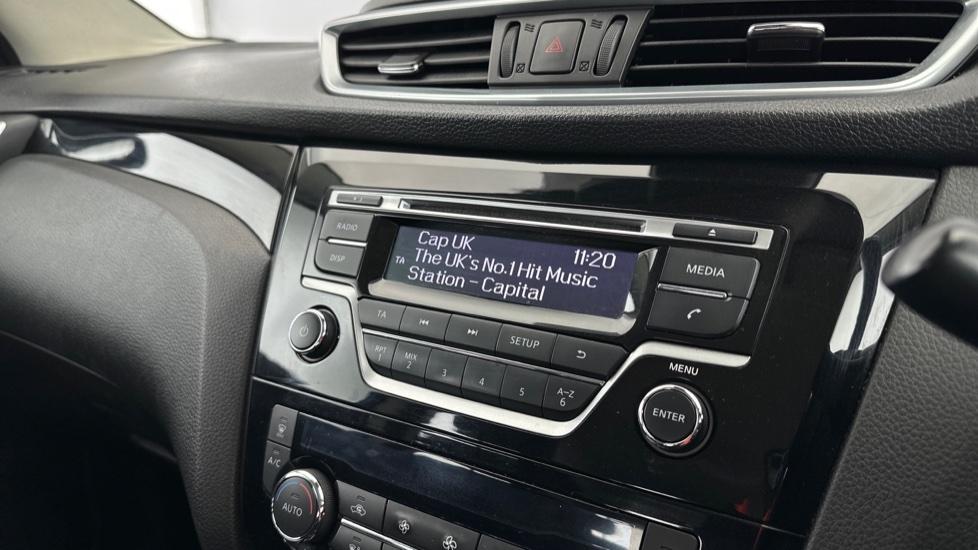 RADIO
DISP
Cap UK
11:20
TA
The UK's No.1 Hit Music
Station – Capital
MEDIA
TA
SETUP
RPT
1
MIX
2
3
4
5
A–Z
6
MENU
ENTER
A/C
AUTO